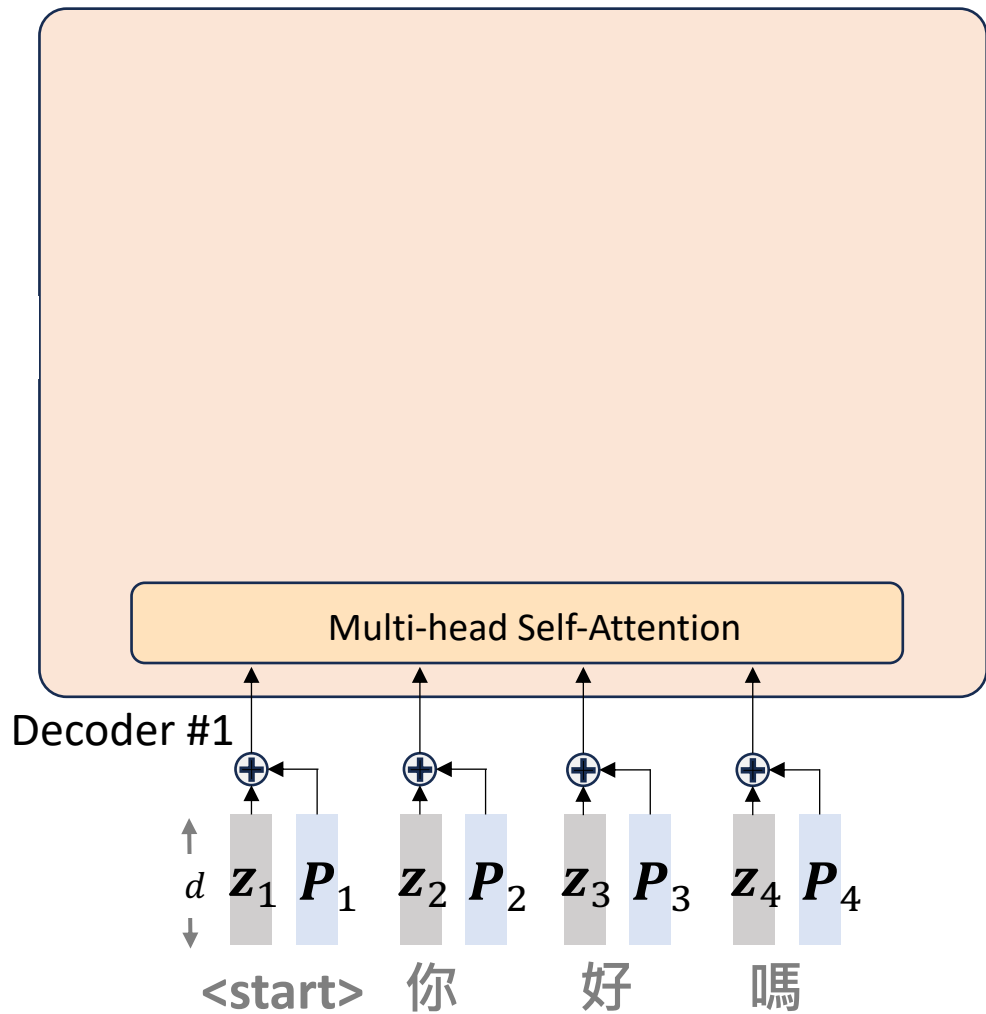 Multi-head Self-Attention
Decoder #1
d z₁ P₁ z₂ P₂ z₃ P₃ z₄ P₄
<start> 你 好 嗎